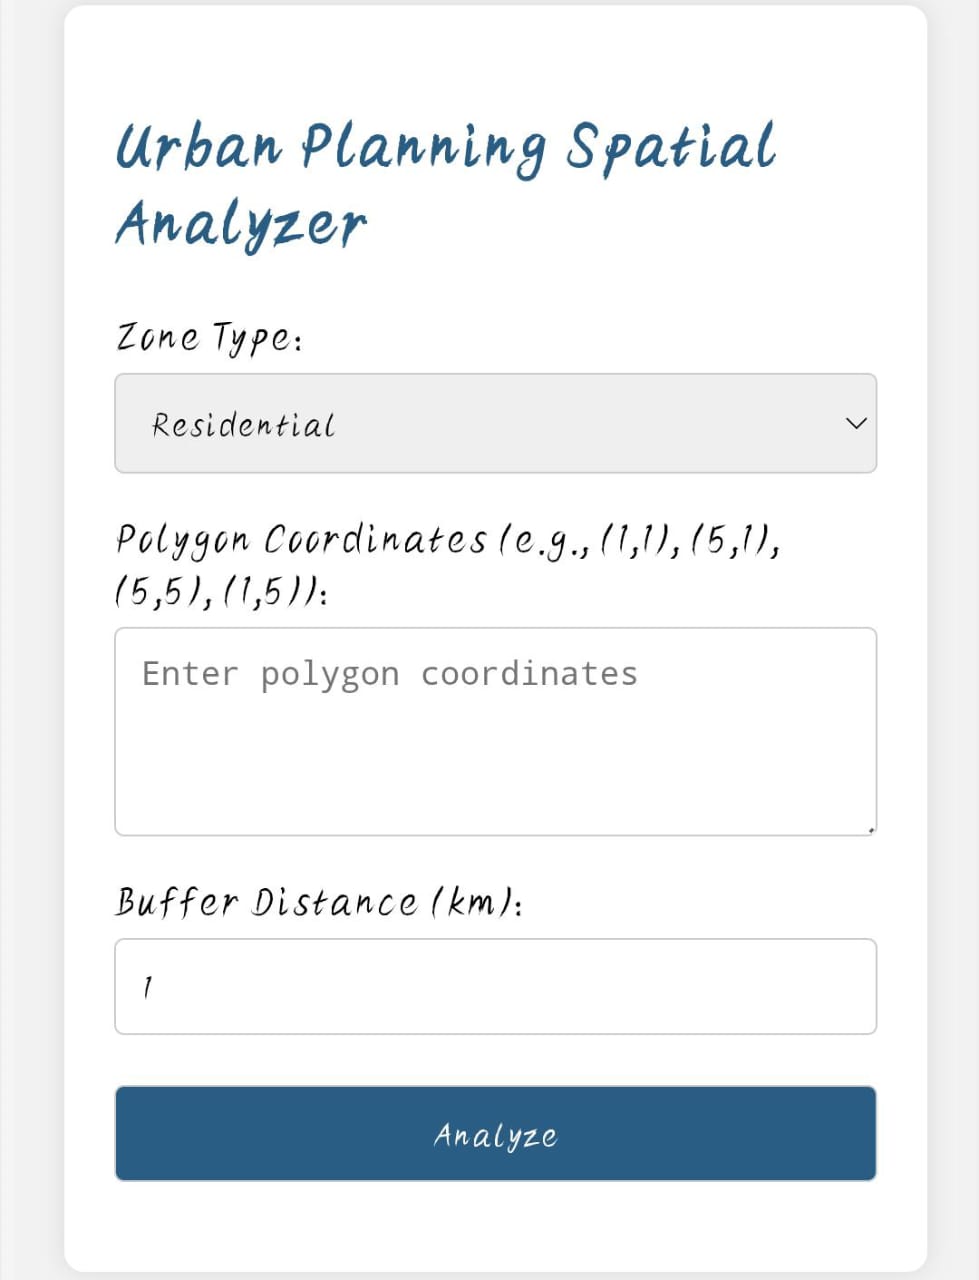 Urban Planning Spatial
Analyzer
Zone Type:
Residential
Polygon Coordinates (e.g., (1,1), (5,1),
(5,5), (1,5)):
Enter polygon coordinates
Buffer Distance (km):
1
Analyze